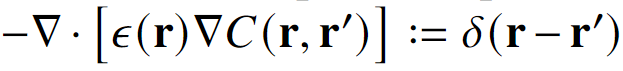 −∇ · [ϵ(𝐫)∇C(𝐫, 𝐫′)] := δ(𝐫 − 𝐫′)